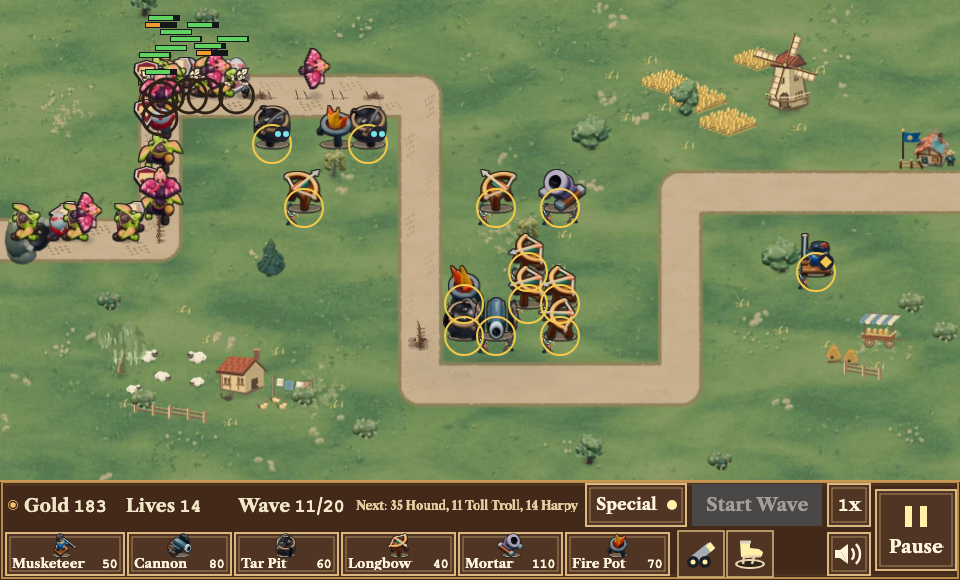 Gold 183 Lives 14 Wave 11/20 Next: 35 Hound, 11 Toll Troll, 14 Harpy Special Start Wave 1x
Pause
Musketeer 50 Cannon 80 Tar Pit 60 Longbow 40 Mortar 110 Fire Pot 70